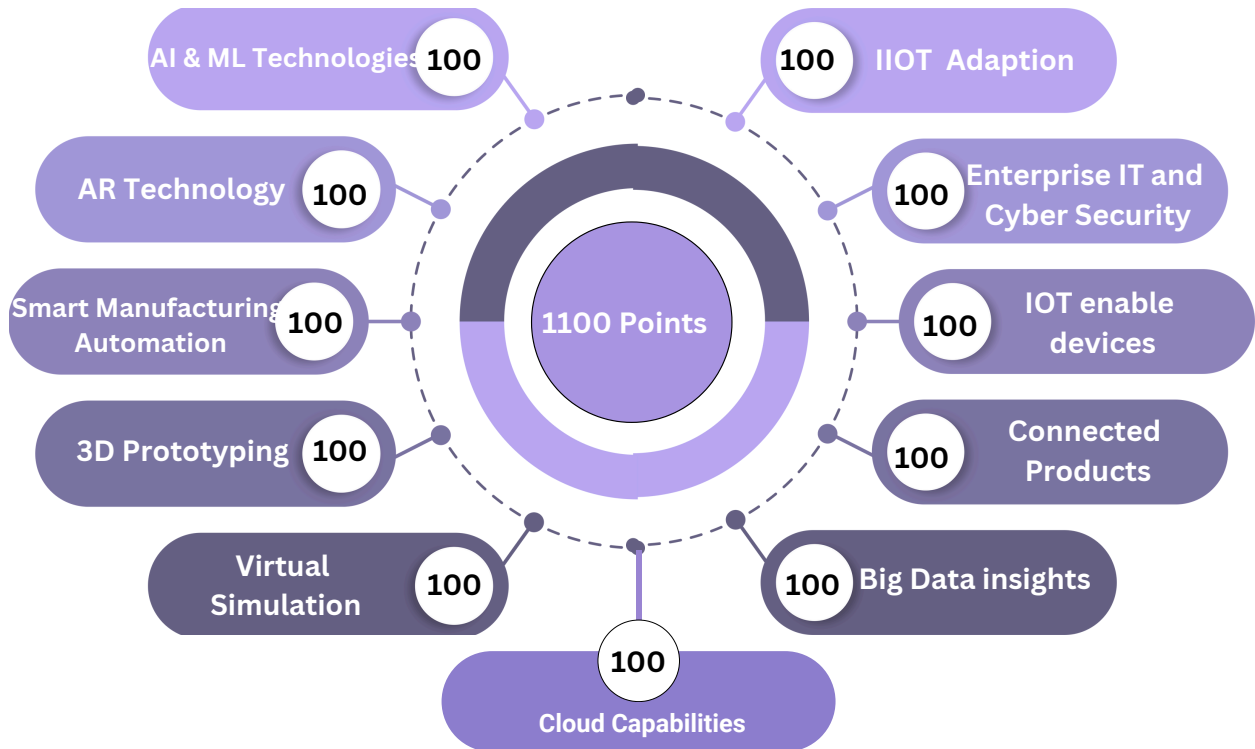 AI & ML Technologies
100
100
IIOT Adaption
AR Technology
100
100
Enterprise IT and
Cyber Security
Smart Manufacturing
Automation
100
1100 Points
100
IOT enable
devices
3D Prototyping
100
100
Connected
Products
Virtual
Simulation
100
100
Big Data insights
100
Cloud Capabilities